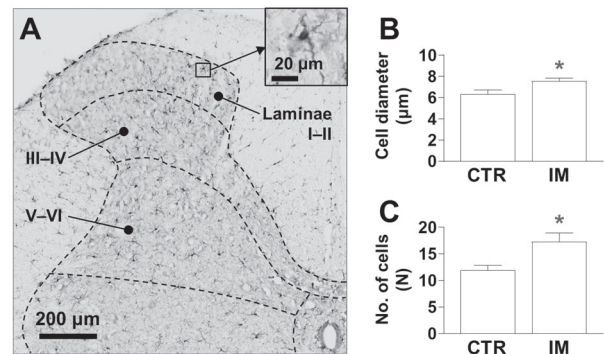 A
20 µm
Laminae
I–II
III–IV
V–VI
200 µm
B
Cell diameter
(µm)
10
8
6
4
2
0
*
CTR
IM
C
No. of cells
(N)
20
15
10
5
0
*
CTR
IM